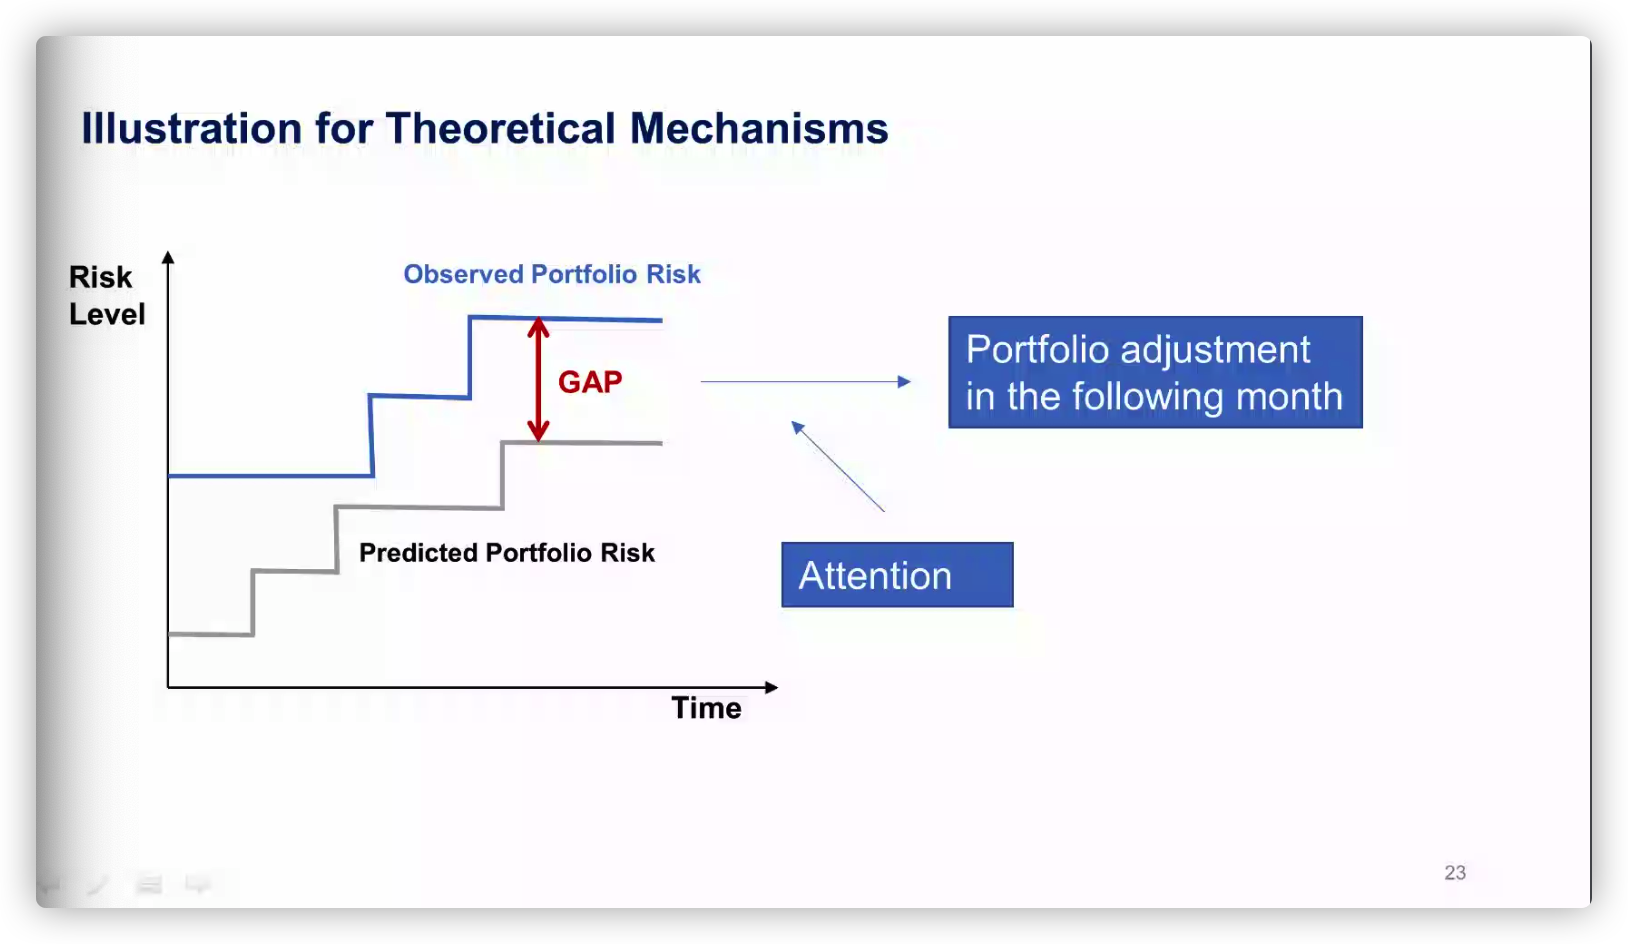 Illustration for Theoretical Mechanisms
Risk
Level
Observed Portfolio Risk
GAP
Predicted Portfolio Risk
Time
Portfolio adjustment
in the following month
Attention
23